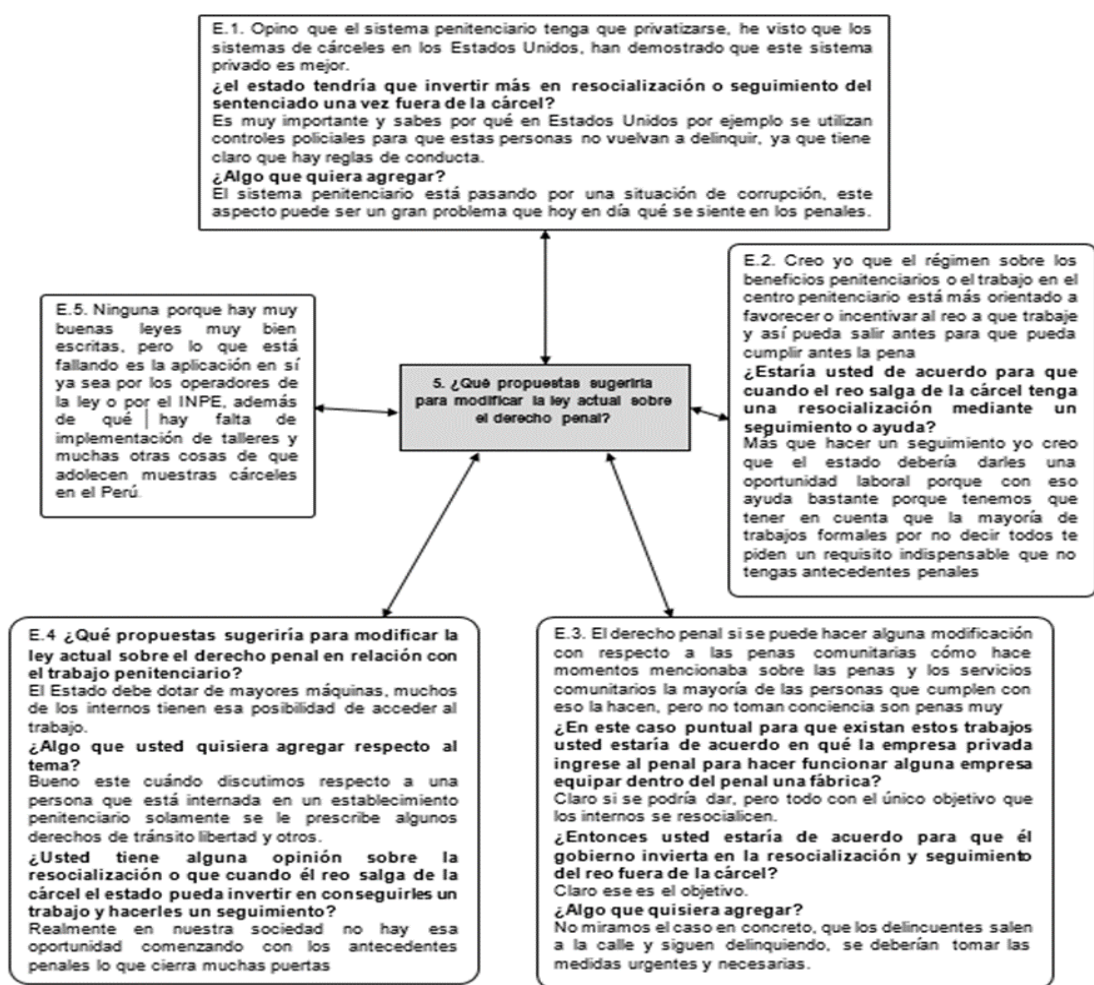 E.1. Opino que el sistema penitenciario tenga que privatizarse, he visto que los
sistemas de cárceles en los Estados Unidos, han demostrado que este sistema
privado es mejor.
¿el estado tendría que invertir más en resocialización o seguimiento del
sentenciado una vez fuera de la cárcel?
Es muy importante y sabes por qué en Estados Unidos por ejemplo se utilizan
controles policiales para que estas personas no vuelvan a delinquir, ya que tiene
claro que hay reglas de conducta.
¿Algo que quiera agregar?
El sistema penitenciario está pasando por una situación de corrupción, este
aspecto puede ser un gran problema que hoy en día qué se siente en los penales.
E.2. Creo yo que el régimen sobre los
beneficios penitenciarios o el trabajo en el
centro penitenciario está más orientado a
favorecer o incentivar al reo a que trabaje
y así pueda salir antes para que pueda
cumplir antes la pena
¿Estaría usted de acuerdo para que
cuando el reo salga de la cárcel tenga
una resocialización mediante un
seguimiento o ayuda?
Más que hacer un seguimiento yo creo
que el estado debería darles una
oportunidad laboral porque con eso
ayuda bastante porque tenemos que
tener en cuenta que la mayoría de
trabajos formales por no decir todos te
piden un requisito indispensable que no
tengas antecedentes penales
E.5. Ninguna porque hay muy
buenas leyes muy bien
escritas, pero lo que está
fallando es la aplicación en sí
ya sea por los operadores de
la ley o por el INPE, además
de qué hay falta de
implementación de talleres y
muchas otras cosas de que
adolecen muestras cárceles
en el Perú.
5. ¿Qué propuestas sugeriría
para modificar la ley actual sobre
el derecho penal?
E.4 ¿Qué propuestas sugeriría para modificar la
ley actual sobre el derecho penal en relación con
el trabajo penitenciario?
El Estado debe dotar de mayores máquinas, muchos
de los internos tienen esa posibilidad de acceder al
trabajo.
¿Algo que usted quisiera agregar respecto al
tema?
Bueno este cuándo discutimos respecto a una
persona que está internada en un establecimiento
penitenciario solamente se le prescribe algunos
derechos de tránsito libertad y otros.
¿Usted tiene alguna opinión sobre la
resocialización o que cuando él reo salga de la
cárcel el estado pueda invertir en conseguirles un
trabajo y hacerles un seguimiento?
Realmente en nuestra sociedad no hay esa
oportunidad comenzando con los antecedentes
penales lo que cierra muchas puertas
E.3. El derecho penal si se puede hacer alguna modificación
con respecto a las penas comunitarias cómo hace
momentos mencionaba sobre las penas y los servicios
comunitarios la mayoría de las personas que cumplen con
eso la hacen, pero no toman conciencia son penas muy
¿En este caso puntual para que existan estos trabajos
usted estaría de acuerdo en qué la empresa privada
ingrese al penal para hacer funcionar alguna empresa
equipar dentro del penal una fábrica?
Claro si se podría dar, pero todo con el único objetivo que
los internos se resocialicen.
¿Entonces usted estaría de acuerdo para que él
gobierno invierta en la resocialización y seguimiento
del reo fuera de la cárcel?
Claro ese es el objetivo.
¿Algo que quisiera agregar?
No miramos el caso en concreto, que los delincuentes salen
a la calle y siguen delinquiendo, se deberían tomar las
medidas urgentes y necesarias.